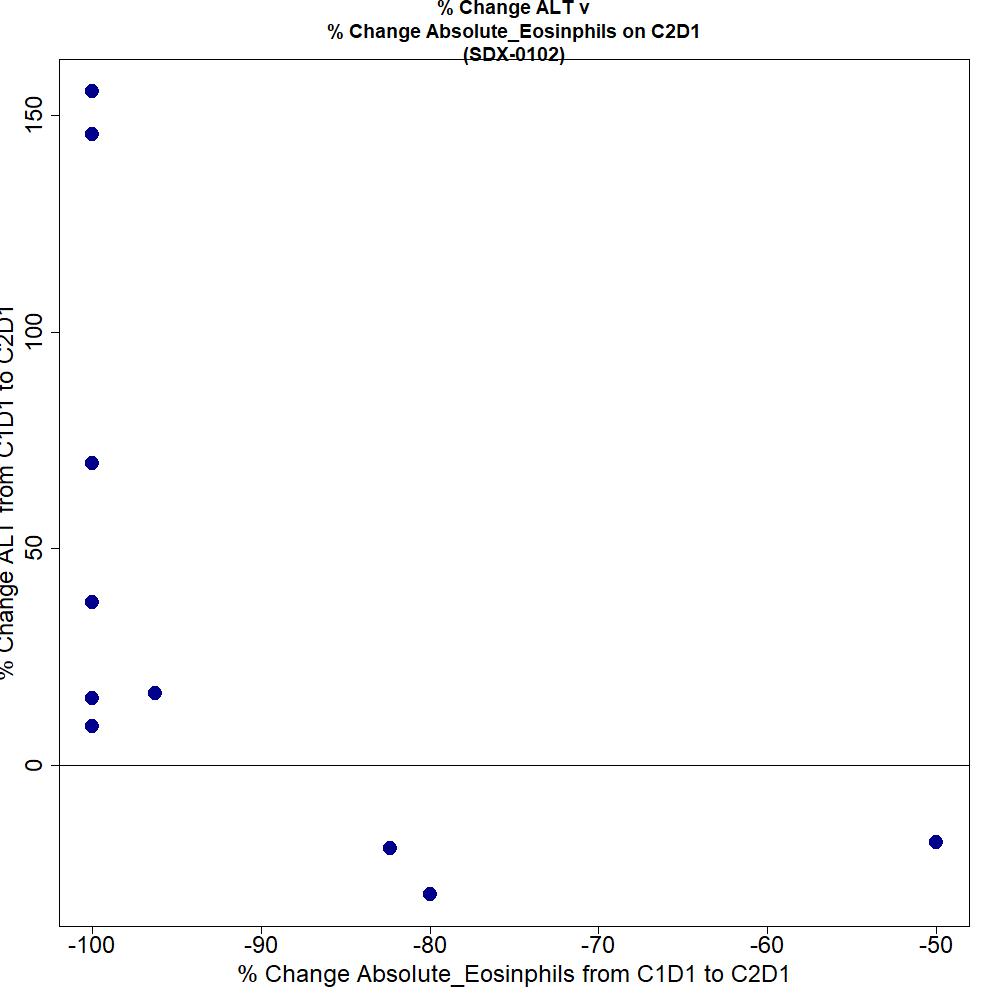 % Change ALT v
% Change Absolute_Eosinphils on C2D1
(SDX-0102)
150
100
50
0
% Change ALT from C1D1 to C2D1
-100 -90 -80 -70 -60 -50
% Change Absolute_Eosinphils from C1D1 to C2D1